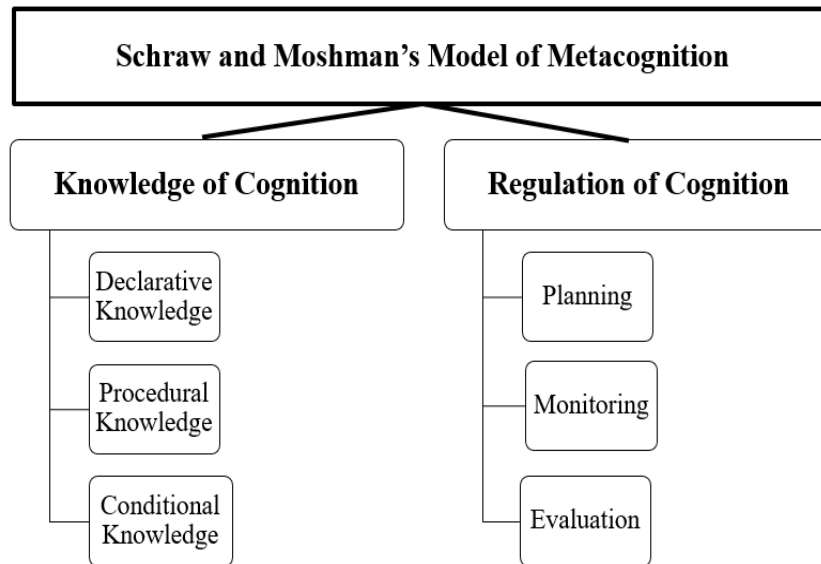 Schraw and Moshman’s Model of Metacognition
Knowledge of Cognition
Declarative
Knowledge
Procedural
Knowledge
Conditional
Knowledge
Regulation of Cognition
Planning
Monitoring
Evaluation